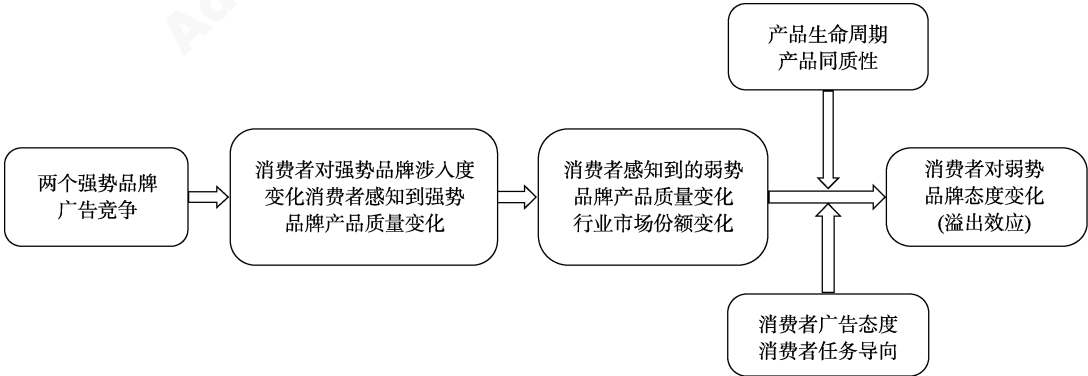 产品生命周期
产品同质性
两个强势品牌
广告竞争
消费者对强势品牌涉入度
变化消费者感知到强势
品牌产品质量变化
消费者感知到的弱势
品牌产品质量变化
行业市场份额变化
消费者对弱势
品牌态度变化
(溢出效应)
消费者广告态度
消费者任务导向